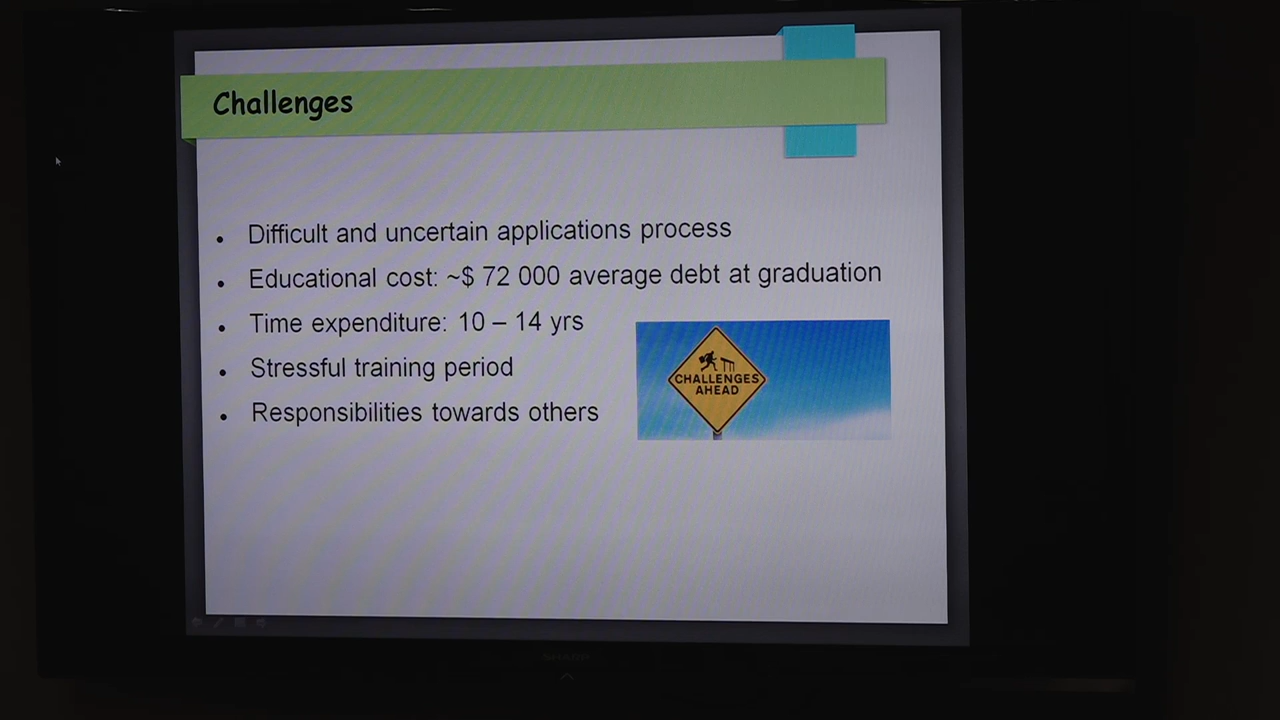 Challenges
Difficult and uncertain applications process
Educational cost: ~$ 72 000 average debt at graduation
Time expenditure: 10 – 14 yrs
Stressful training period
Responsibilities towards others
CHALLENGES
AHEAD
SHARP